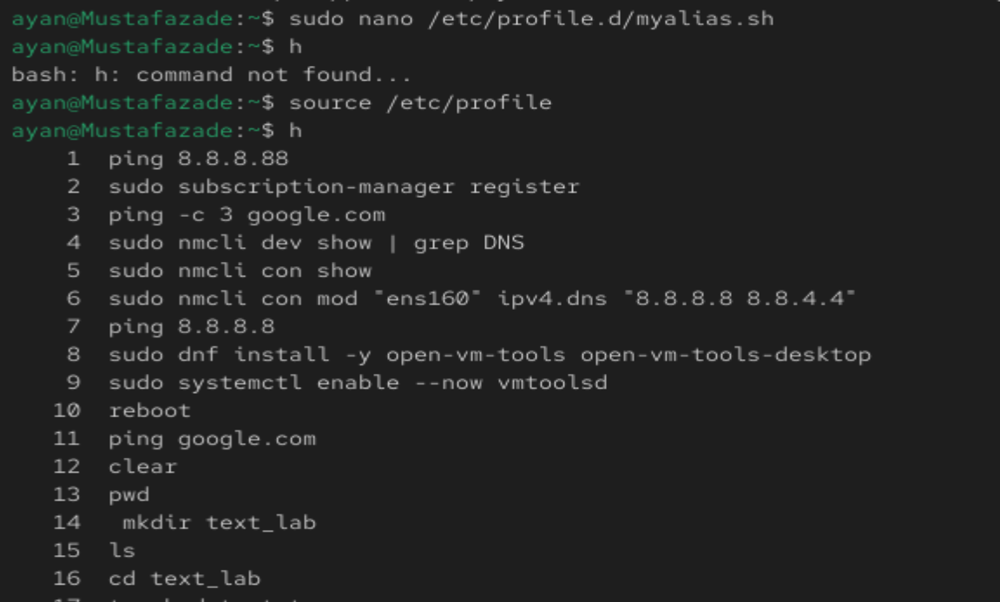 ayan@Mustafazade:~$ sudo nano /etc/profile.d/myalias.sh
ayan@Mustafazade:~$ h
bash: h: command not found...
ayan@Mustafazade:~$ source /etc/profile
ayan@Mustafazade:~$ h
    1  ping 8.8.8.88
    2  sudo subscription-manager register
    3  ping -c 3 google.com
    4  sudo nmcli dev show | grep DNS
    5  sudo nmcli con show
    6  sudo nmcli con mod "ens160" ipv4.dns "8.8.8.8 8.8.4.4"
    7  ping 8.8.8.8
    8  sudo dnf install -y open-vm-tools open-vm-tools-desktop
    9  sudo systemctl enable --now vmtoolsd
   10  reboot
   11  ping google.com
   12  clear
   13  pwd
   14   mkdir text_lab
   15  ls
   16  cd text_lab